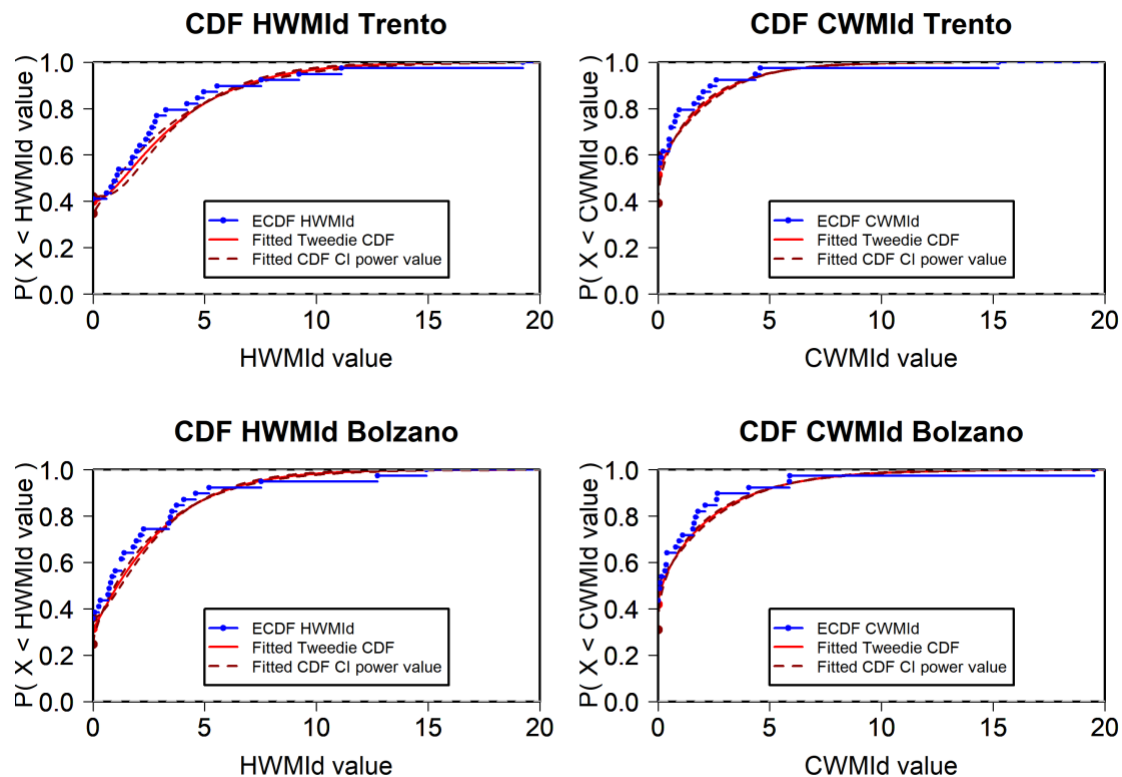 CDF HWMId Trento
P( X < HWMId value )
1.0
0.8
0.6
0.4
0.2
0.0
ECDF HWMId
Fitted Tweedie CDF
Fitted CDF CI power value
0 5 10 15 20
HWMId value
CDF CWMId Trento
P( X < CWMId value )
1.0
0.8
0.6
0.4
0.2
0.0
ECDF CWMId
Fitted Tweedie CDF
Fitted CDF CI power value
0 5 10 15 20
CWMId value
CDF HWMId Bolzano
P( X < HWMId value )
1.0
0.8
0.6
0.4
0.2
0.0
ECDF HWMId
Fitted Tweedie CDF
Fitted CDF CI power value
0 5 10 15 20
HWMId value
CDF CWMId Bolzano
P( X < CWMId value )
1.0
0.8
0.6
0.4
0.2
0.0
ECDF CWMId
Fitted Tweedie CDF
Fitted CDF CI power value
0 5 10 15 20
CWMId value